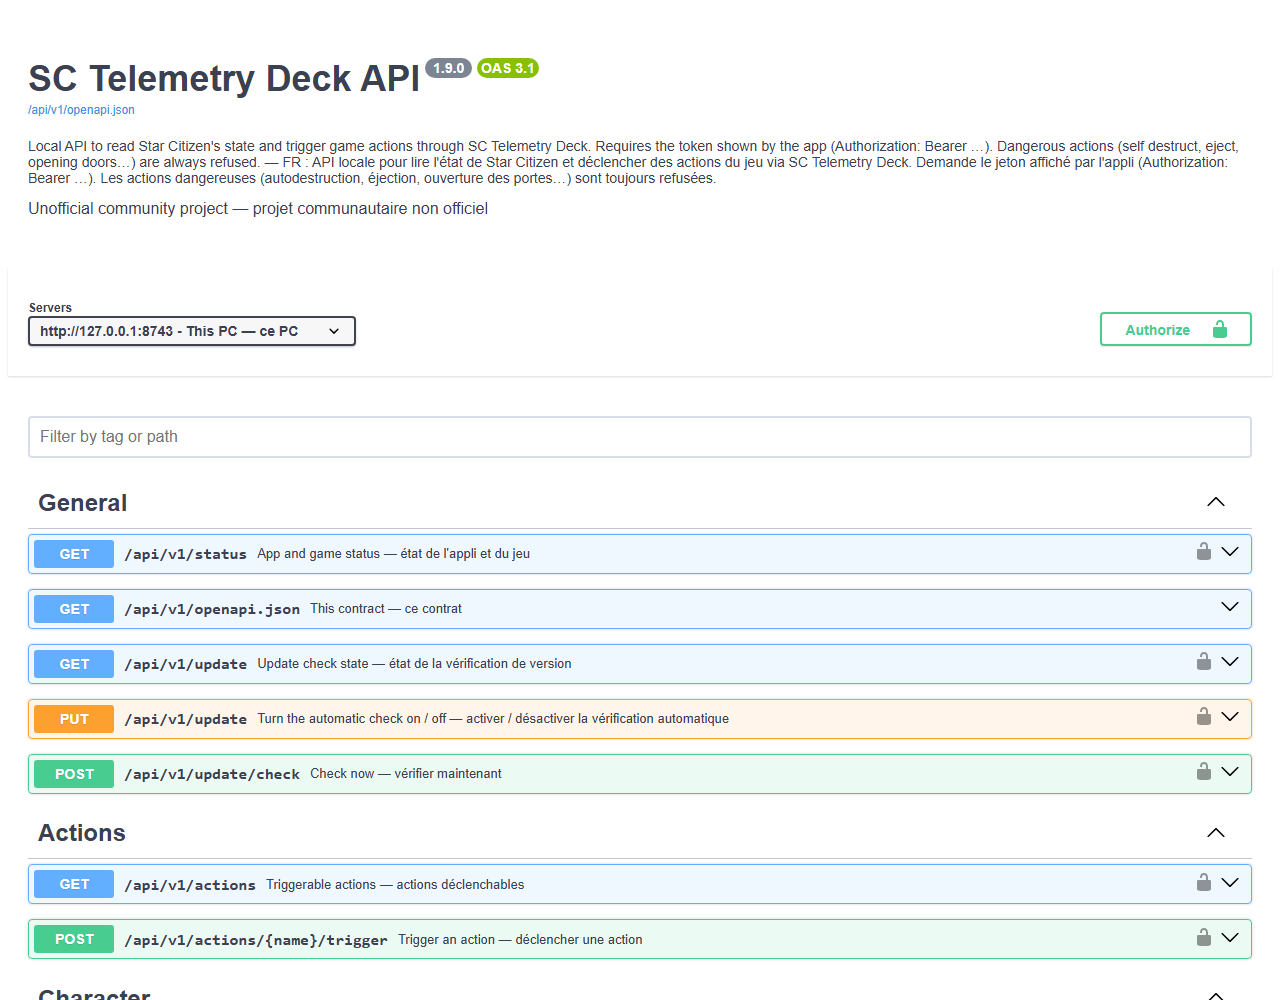 SC Telemetry Deck API 1.9.0 OAS 3.1
/api/v1/openapi.json
Local API to read Star Citizen's state and trigger game actions through SC Telemetry Deck. Requires the token shown by the app (Authorization: Bearer …). Dangerous actions (self destruct, eject,
opening doors…) are always refused. — FR : API locale pour lire l'état de Star Citizen et déclencher des actions du jeu via SC Telemetry Deck. Demande le jeton affiché par l'appli (Authorization:
Bearer …). Les actions dangereuses (autodestruction, éjection, ouverture des portes…) sont toujours refusées.
Unofficial community project — projet communautaire non officiel
Servers
http://127.0.0.1:8743 - This PC — ce PC
Authorize
Filter by tag or path
General
GET /api/v1/status App and game status — état de l'appli et du jeu
GET /api/v1/openapi.json This contract — ce contrat
GET /api/v1/update Update check state — état de la vérification de version
PUT /api/v1/update Turn the automatic check on / off — activer / désactiver la vérification automatique
POST /api/v1/update/check Check now — vérifier maintenant
Actions
GET /api/v1/actions Triggerable actions — actions déclenchables
POST /api/v1/actions/{name}/trigger Trigger an action — déclencher une action
Character